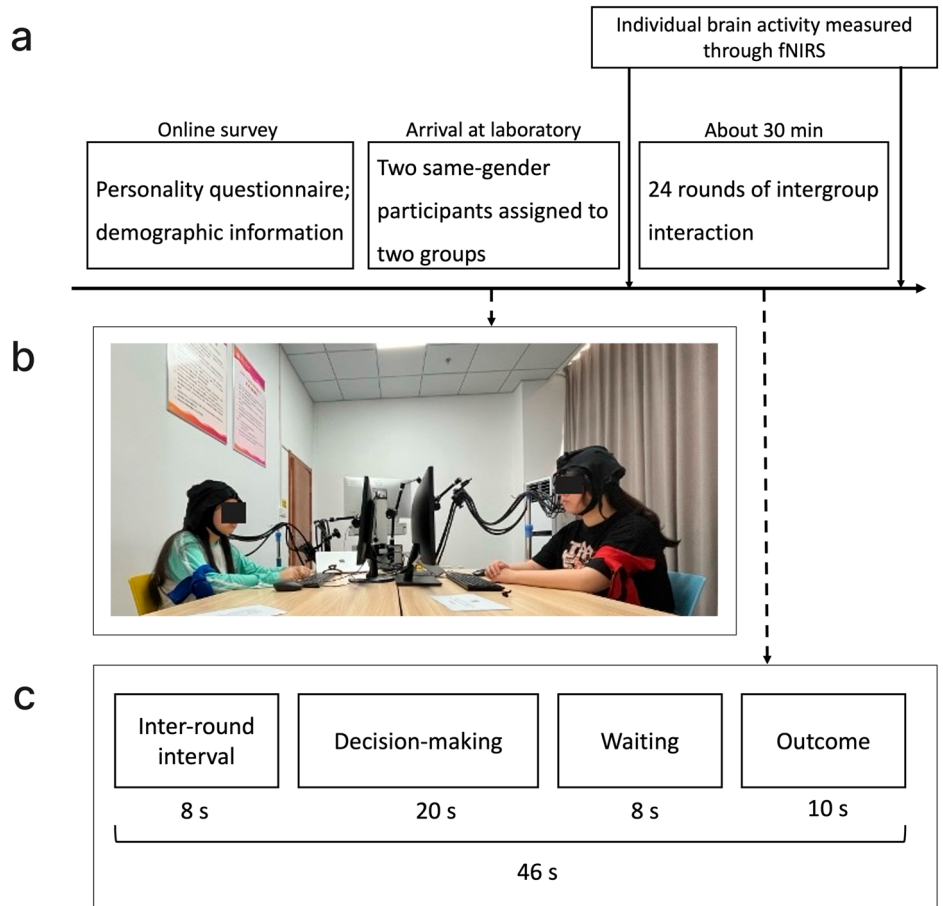 a
Individual brain activity measured
through fNIRS
Online survey
Personality questionnaire;
demographic information
Arrival at laboratory
Two same-gender
participants assigned to
two groups
About 30 min
24 rounds of intergroup
interaction
b
c
Inter-round
interval
Decision-making
Waiting
Outcome
8 s
20 s
8 s
10 s
46 s